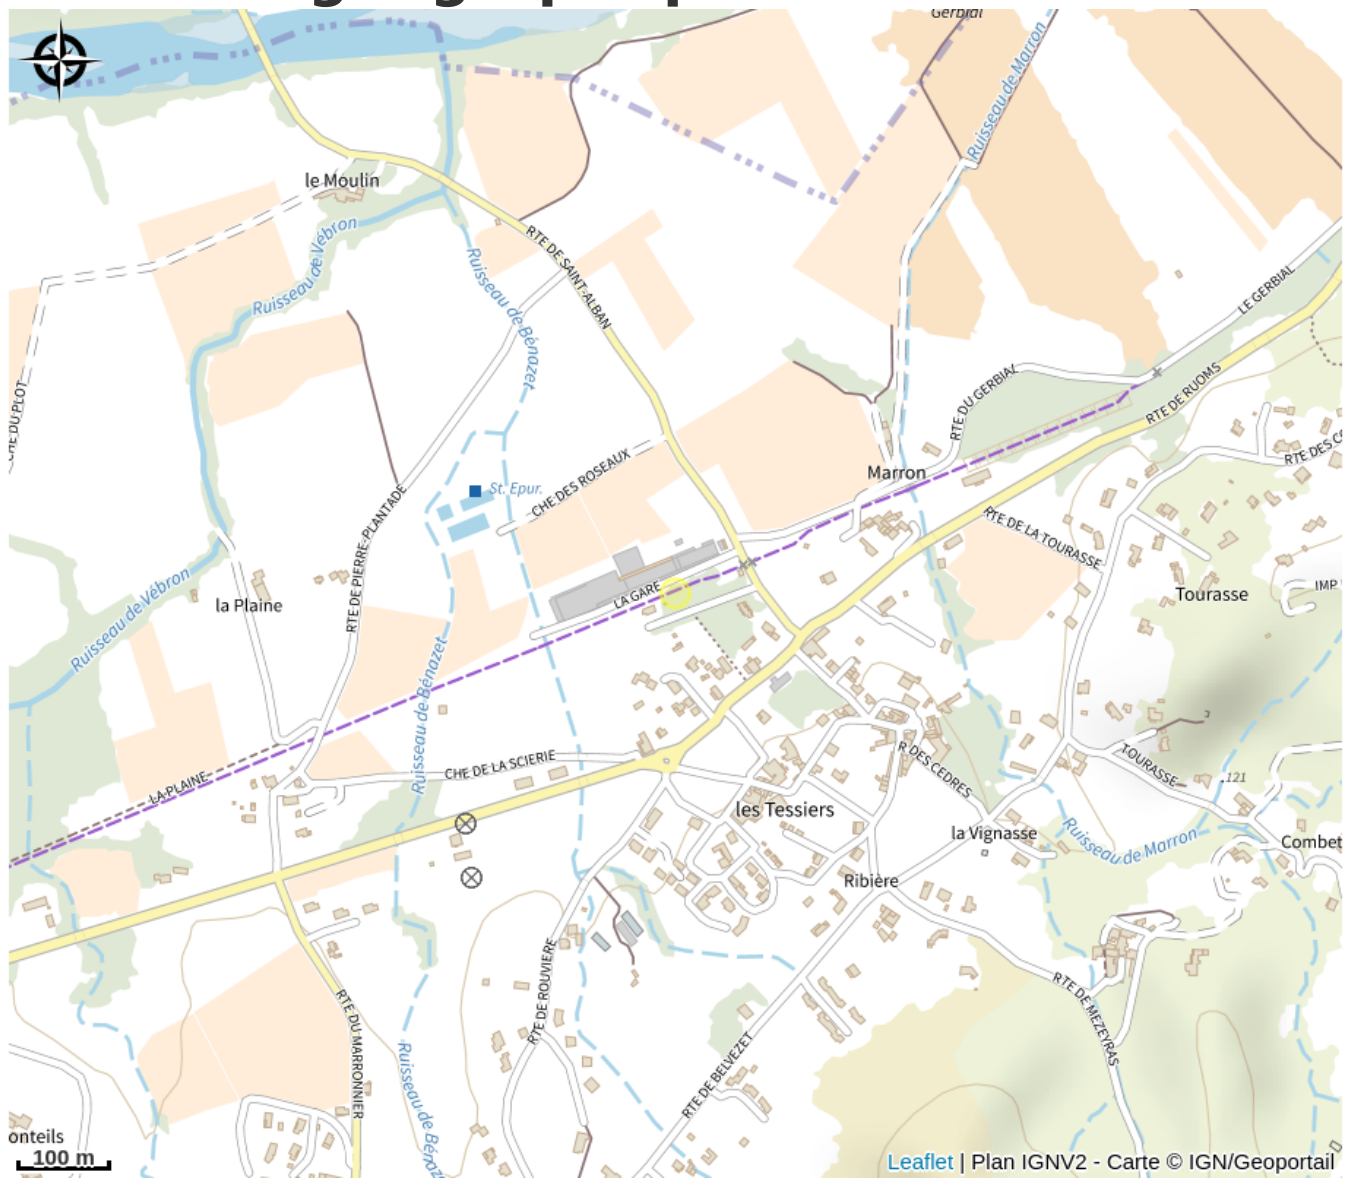 Gerbial
Ruisseau de Marron
le Moulin
Ruisseau de Vébron
RTE DE SAINT-ALBAN
Ruisseau de Bénazet
LE GERBIAL
CHE DU PLOT
RTE DU GERBIAL
RTE DE RUOMS
RTE DES
Marron
CHE DES ROSEAUX
St. Epur.
RTE DE PIERRE-PLANTADE
RTE DE LA TOURASSE
Ruisseau de Vébron
la Plaine
LA GARE
Tourasse
IMP
Ruisseau de Bénazet
LA PLAINE
CHE DE LA SCIERIE
R DES CEDRES
TOURASSE
121
les Tessiers
la Vignasse
Ruisseau de Marron
Combet
Ribière
RTE DE ROUVIERE
RTE DU MARRONNIER
RTE DE MEZEYRAS
RTE DE BELVEZET
Ruisseau de Bénaz
onteils
100 m
Leaflet | Plan IGNV2 - Carte © IGN/Geoportail